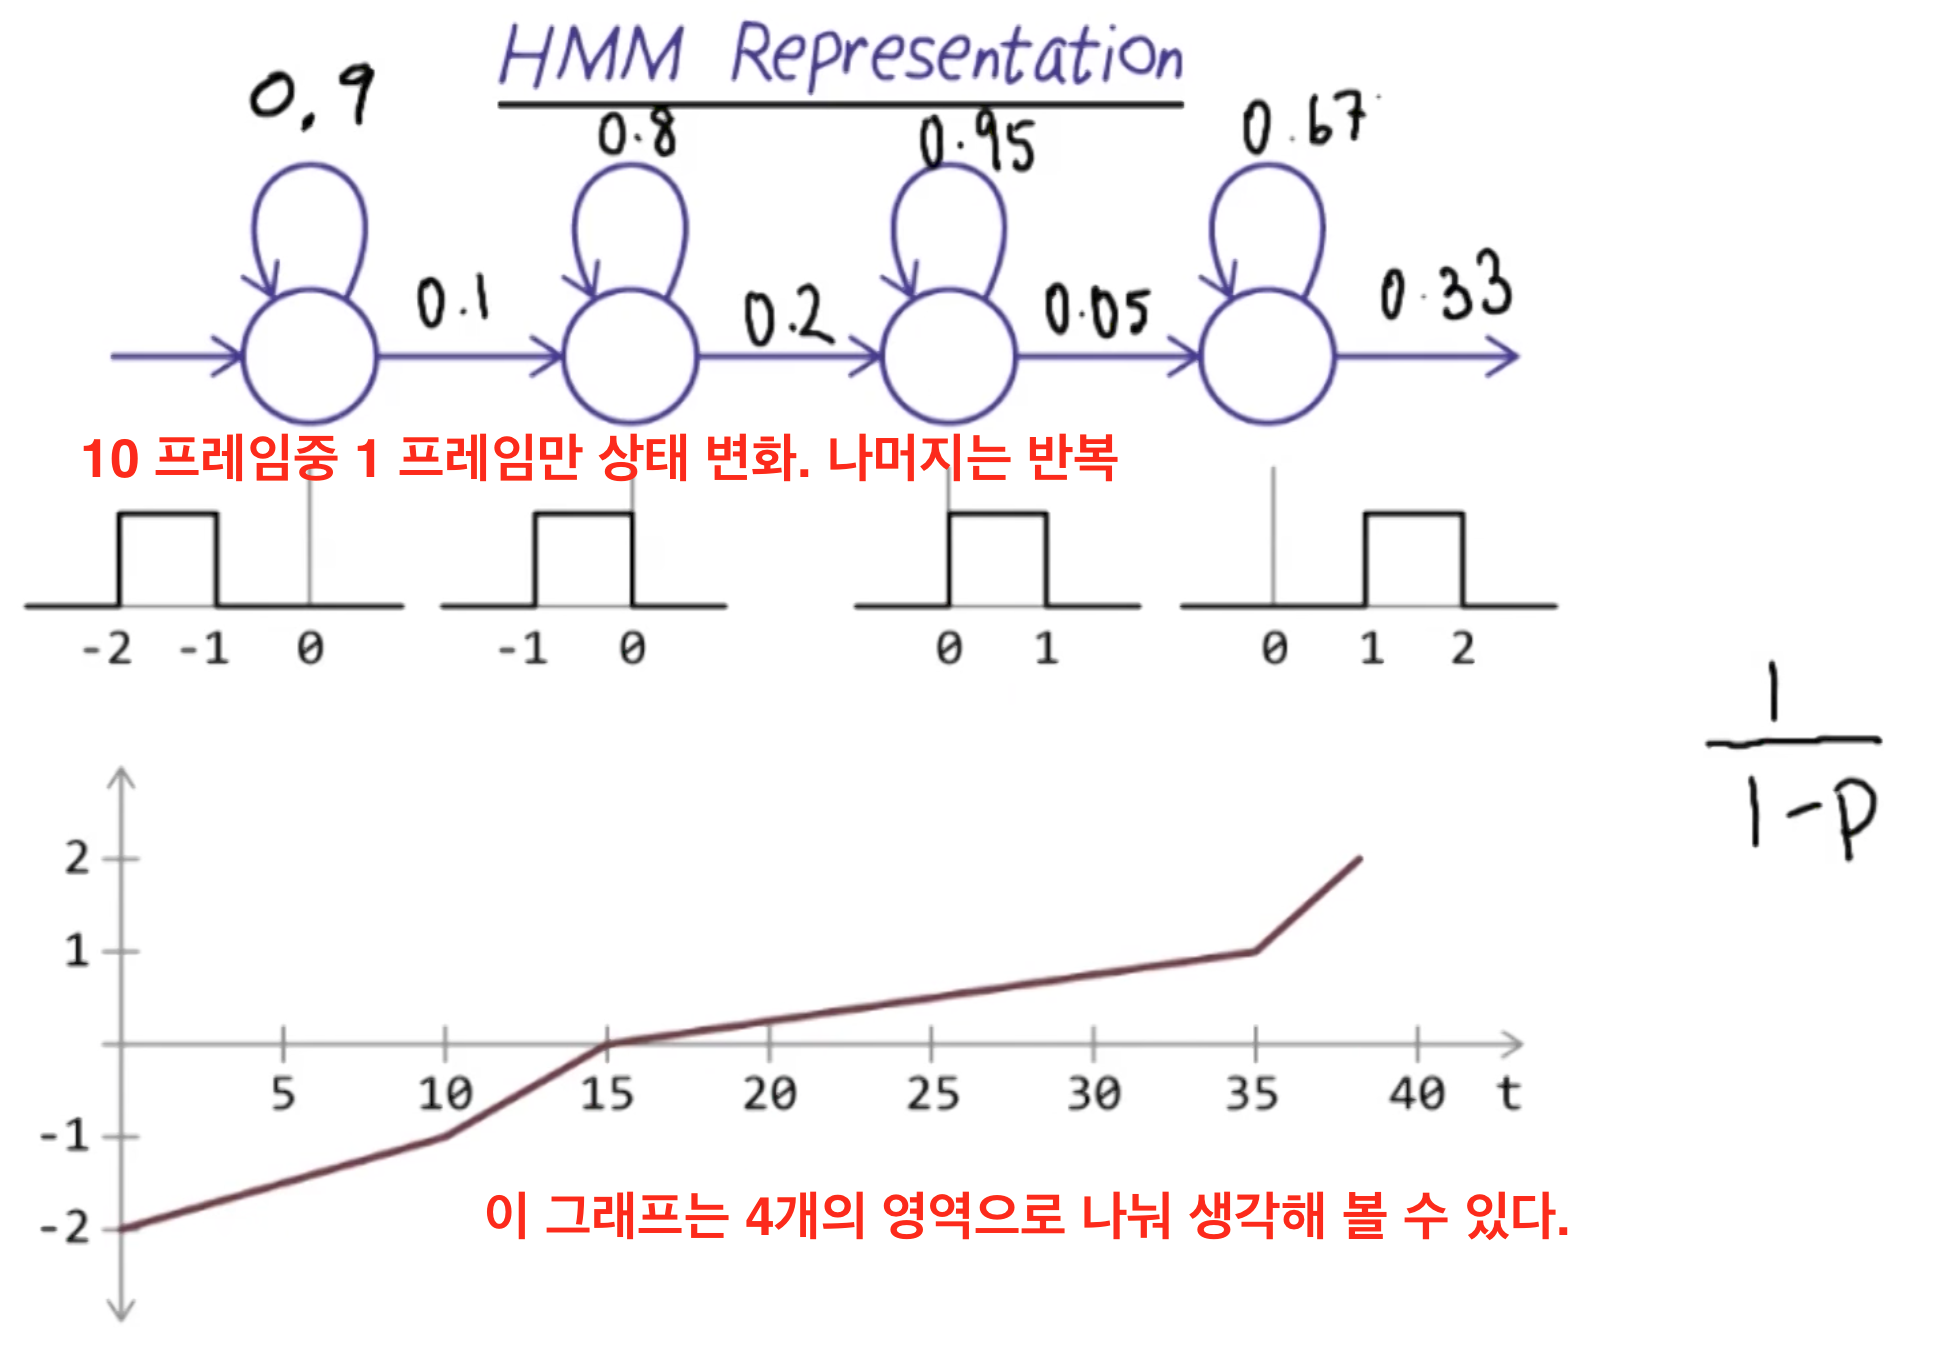 HMM Representation
0.9
0.8
0.95
0.67
0.1
0.2
0.05
0.33
10 프레임중 1 프레임만 상태 변화. 나머지는 반복
-2 -1 0
-1 0
0 1
0 1 2
1
1-p
2
1
5 10 15 20 25 30 35 40 t
-1
-2
이 그래프는 4개의 영역으로 나눠 생각해 볼 수 있다.